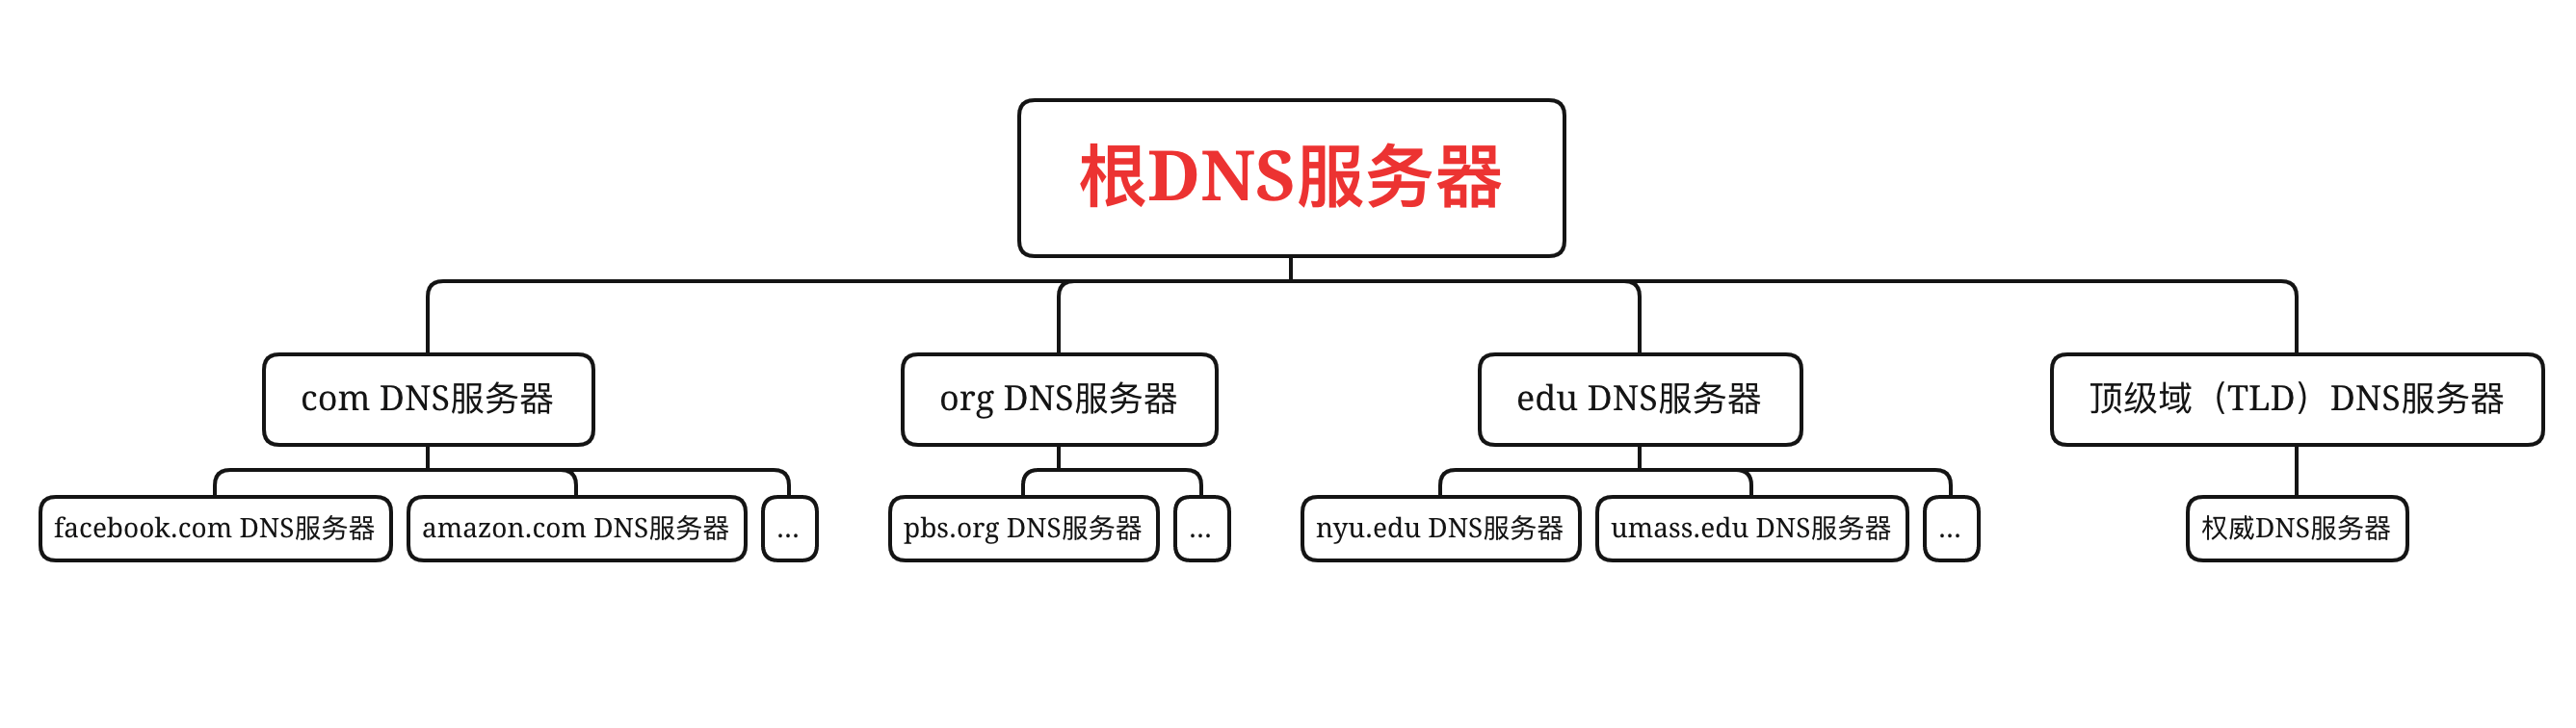 根DNS服务器
com DNS服务器
org DNS服务器
edu DNS服务器
顶级域（TLD）DNS服务器
facebook.com DNS服务器
amazon.com DNS服务器
...
pbs.org DNS服务器
...
nyu.edu DNS服务器
umass.edu DNS服务器
...
权威DNS服务器